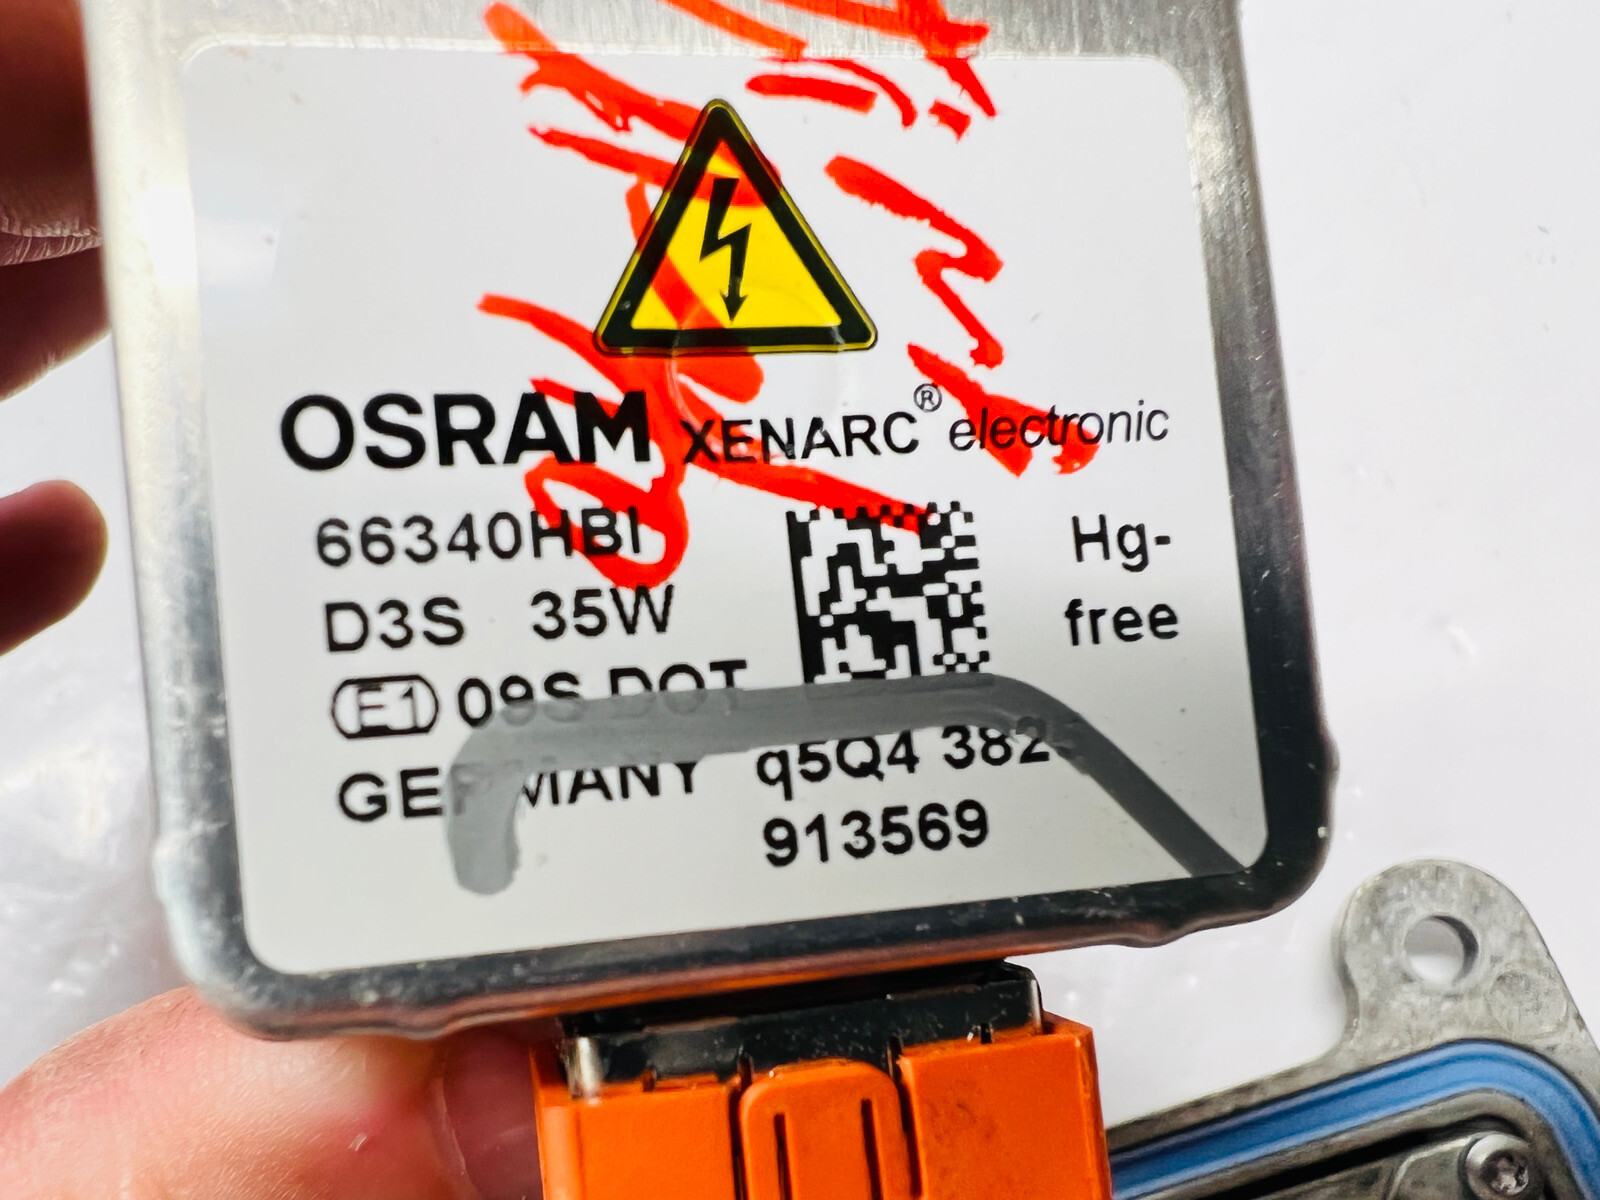 OSRAM XENARC® electronic
66340HBI
Hg-
D3S 35W
free
E1 09S DOT
GERMANY q5Q4 382
913569